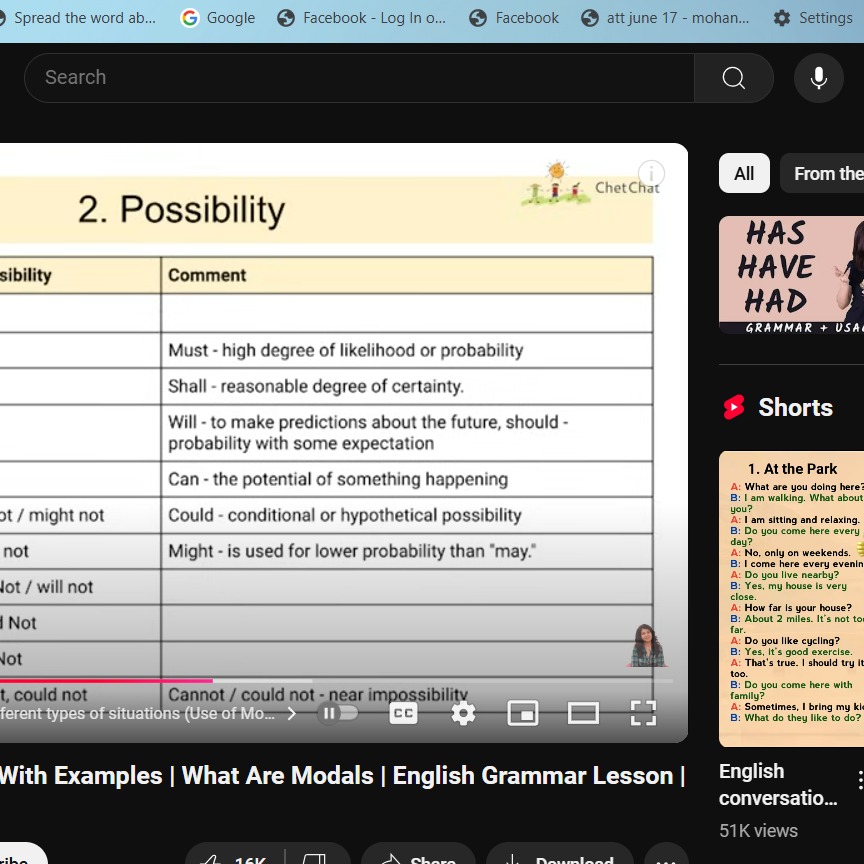 Spread the word ab...
Google
Facebook - Log In o...
Facebook
att june 17 - mohan...
Settings
Search
ChetChat
2. Possibility
sibility
Comment
Must - high degree of likelihood or probability
Shall - reasonable degree of certainty.
Will - to make predictions about the future, should -
probability with some expectation
Can - the potential of something happening
ot / might not
Could - conditional or hypothetical possibility
not
Might - is used for lower probability than "may."
Not / will not
d Not
Not
t, could not
Cannot / could not - near impossibility
ferent types of situations (Use of Mo...
CC
With Examples | What Are Modals | English Grammar Lesson |
ribe
16K
Share
Download
All
From the
HAS
HAVE
HAD
GRAMMAR + USA
Shorts
1. At the Park
A: What are you doing here?
B: I am walking. What about
you?
A: I am sitting and relaxing.
B: Do you come here every
day?
A: No, only on weekends.
B: I come here every evenin
A: Do you live nearby?
B: Yes, my house is very
close.
A: How far is your house?
B: About 2 miles. It's not too
far.
A: Do you like cycling?
B: Yes, it's good exercise.
A: That's true. I should try it
too.
B: Do you come here with
family?
A: Sometimes, I bring my kid
B: What do they like to do?
English
conversatio...
51K views